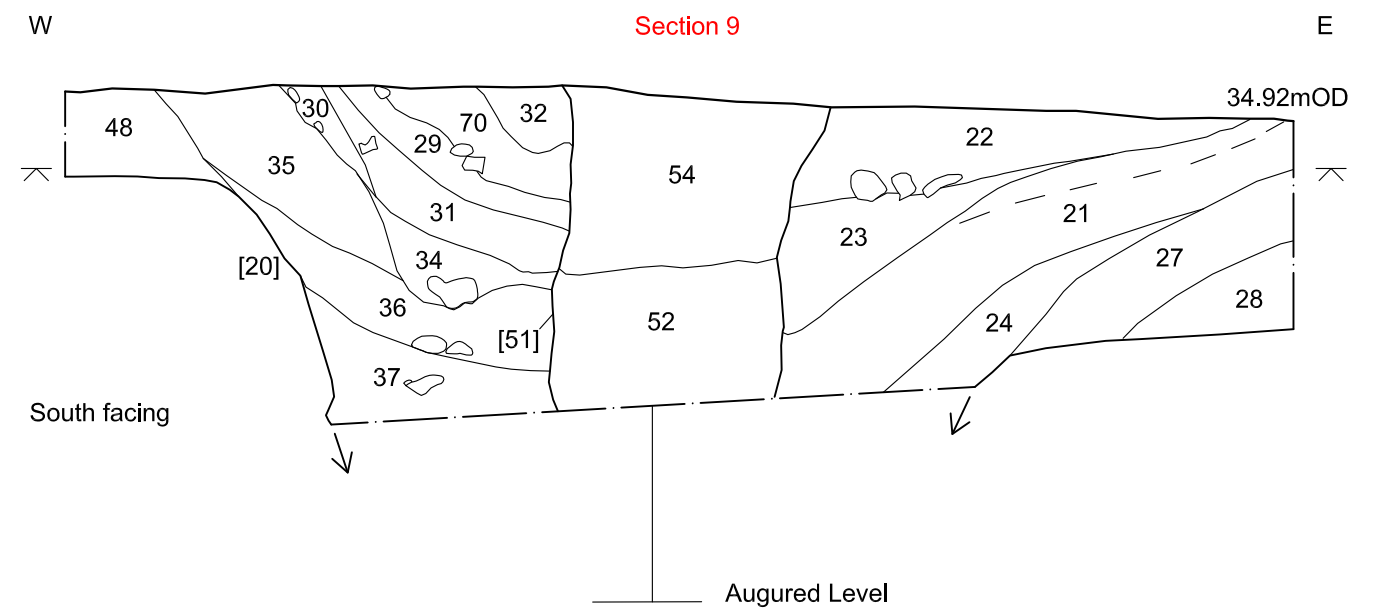 W Section 9 E
34.92mOD
48 30 29 70 32 54 22
35 31 23 21
[20] 34 27
36 [51] 52 24 28
37
South facing
Augured Level